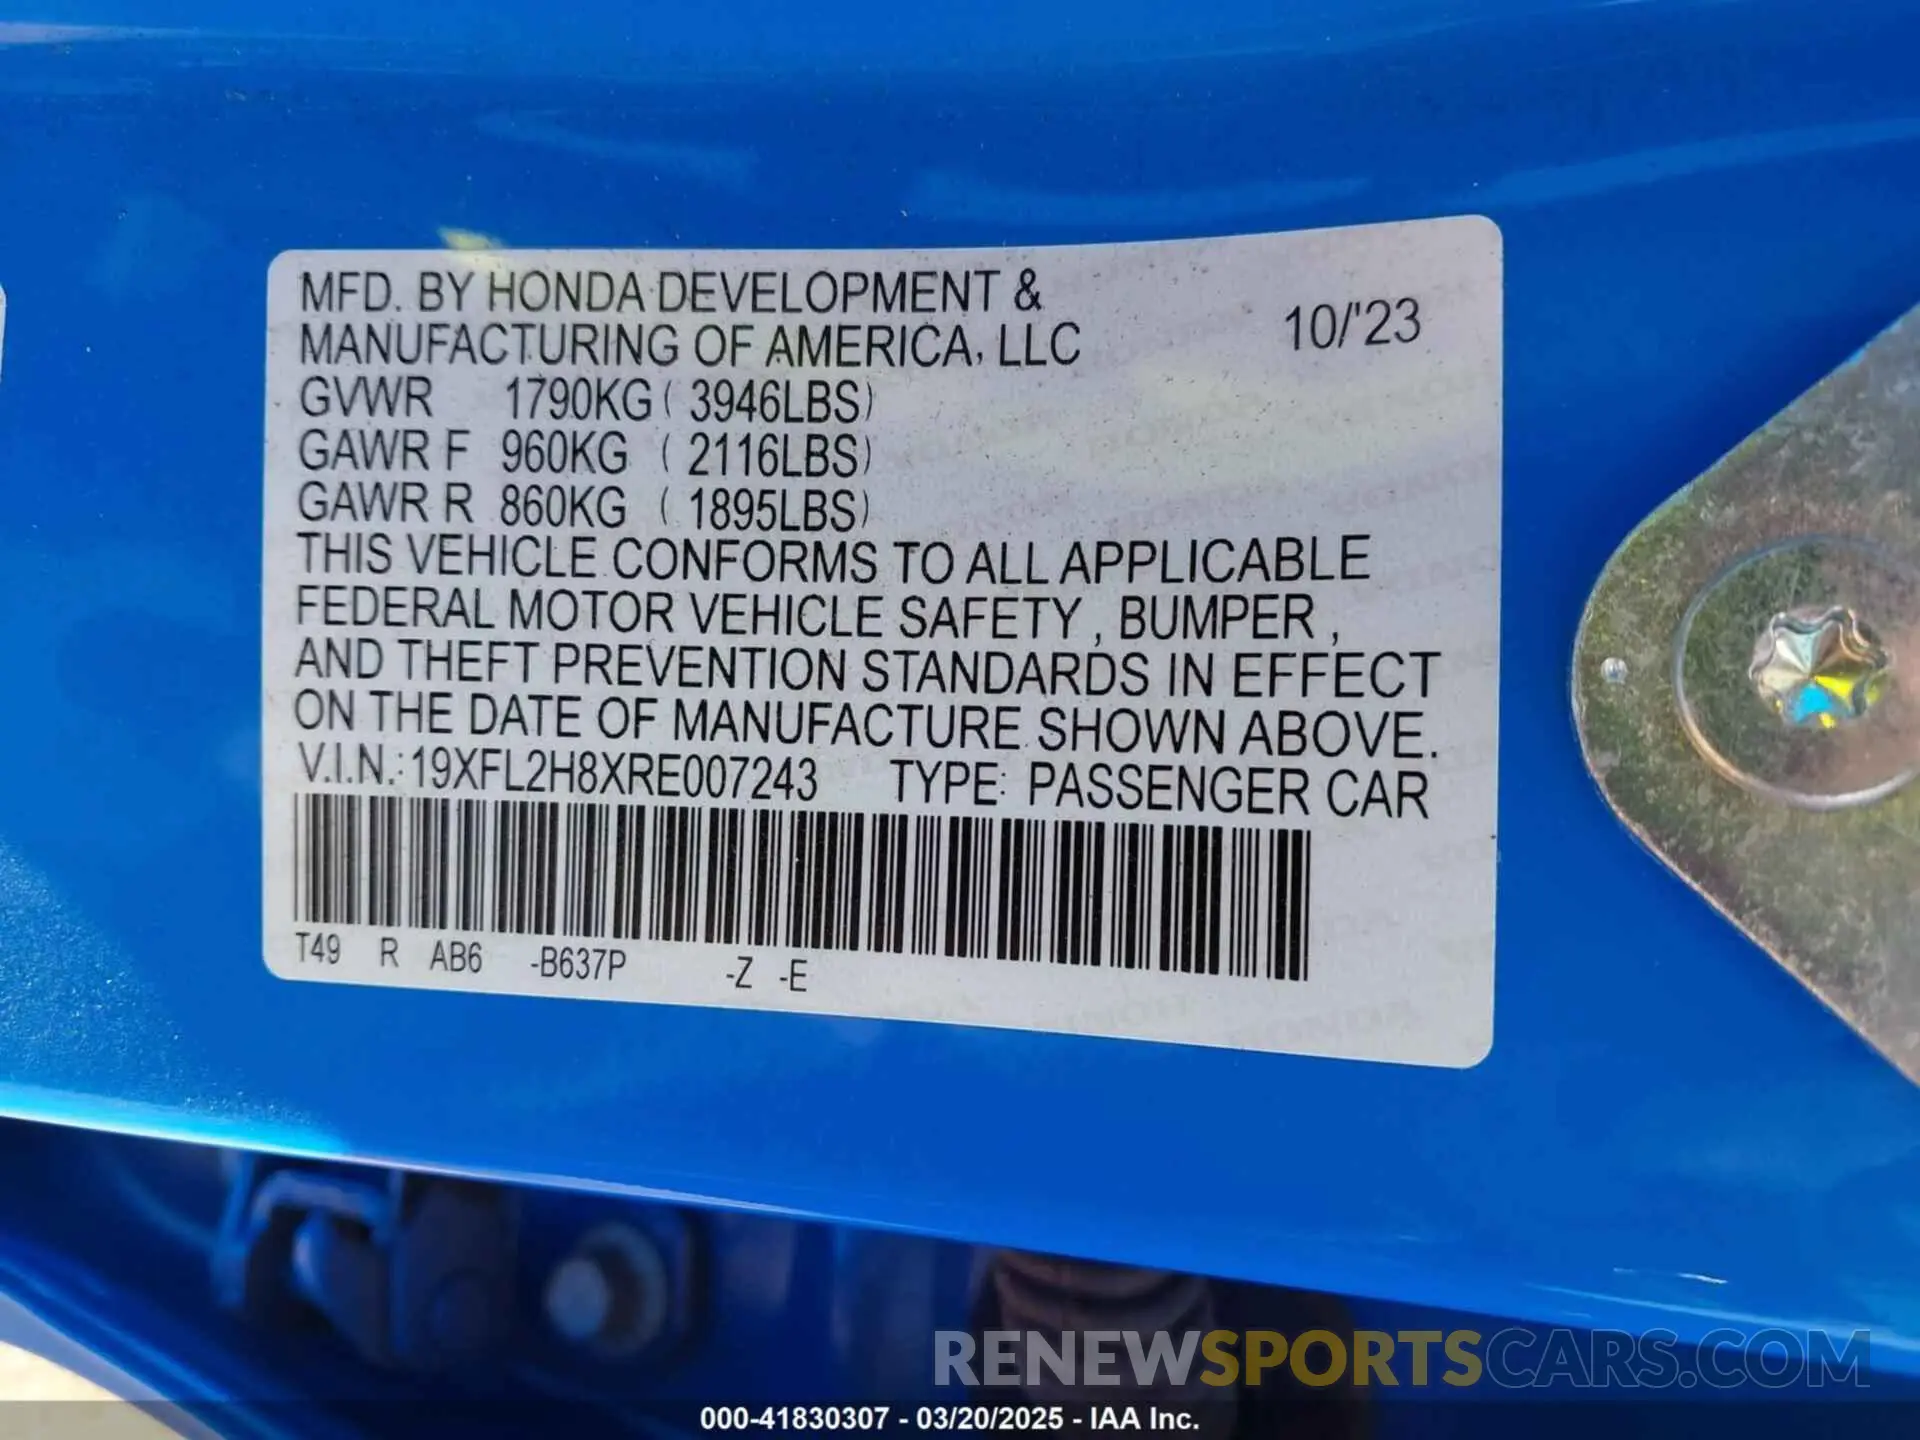 MFD. BY HONDA DEVELOPMENT &
MANUFACTURING OF AMERICA, LLC 10/'23
GVWR 1790KG ( 3946LBS)
GAWR F 960KG ( 2116LBS)
GAWR R 860KG ( 1895LBS)
THIS VEHICLE CONFORMS TO ALL APPLICABLE
FEDERAL MOTOR VEHICLE SAFETY , BUMPER ,
AND THEFT PREVENTION STANDARDS IN EFFECT
ON THE DATE OF MANUFACTURE SHOWN ABOVE.
V.I.N.: 19XFL2H8XRE007243 TYPE: PASSENGER CAR
T49 R AB6 -B637P -Z -E
RENEWSPORTSCARS.COM
000-41830307 - 03/20/2025 - IAA Inc.